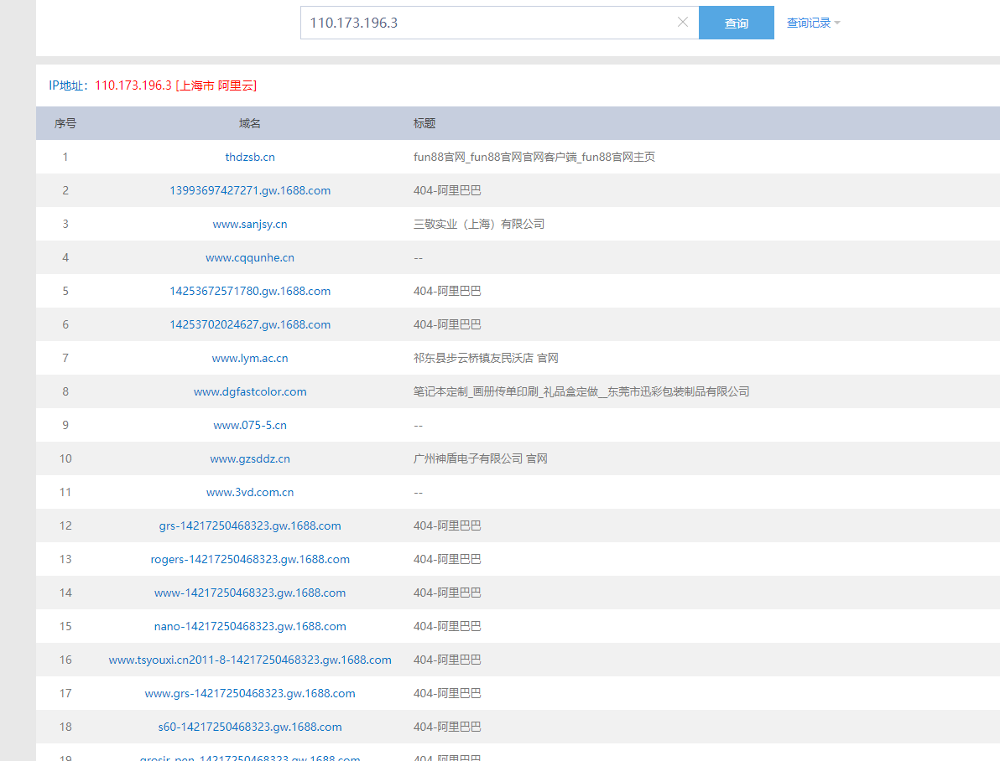 110.173.196.3 查询 查询记录
IP地址：110.173.196.3 [上海市 阿里云]
序号 域名 标题
1 thdzsb.cn fun88官网_fun88官网官网客户端_fun88官网主页
2 13993697427271.gw.1688.com 404-阿里巴巴
3 www.sanjsy.cn 三敬实业（上海）有限公司
4 www.cqqunhe.cn --
5 14253672571780.gw.1688.com 404-阿里巴巴
6 14253702024627.gw.1688.com 404-阿里巴巴
7 www.lym.ac.cn 祁东县步云桥镇友民沃店 官网
8 www.dgfastcolor.com 笔记本定制_画册传单印刷_礼品盒定做__东莞市迅彩包装制品有限公司
9 www.075-5.cn --
10 www.gzsddz.cn 广州神盾电子有限公司 官网
11 www.3vd.com.cn --
12 grs-14217250468323.gw.1688.com 404-阿里巴巴
13 rogers-14217250468323.gw.1688.com 404-阿里巴巴
14 www-14217250468323.gw.1688.com 404-阿里巴巴
15 nano-14217250468323.gw.1688.com 404-阿里巴巴
16 www.tsyouxi.cn2011-8-14217250468323.gw.1688.com 404-阿里巴巴
17 www.grs-14217250468323.gw.1688.com 404-阿里巴巴
18 s60-14217250468323.gw.1688.com 404-阿里巴巴
19 grosir-pen-14217250468323.gw.1688.com 404-阿里巴巴